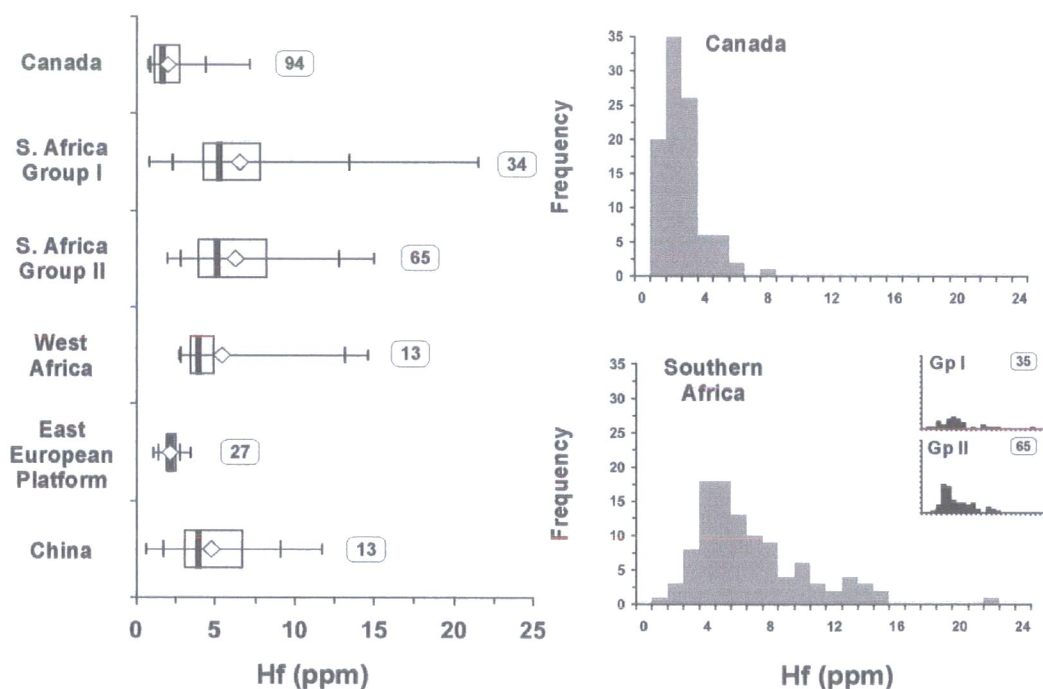 Canada
94
S. Africa
Group I
34
S. Africa
Group II
65
West
Africa
13
East
European
Platform
27
China
13
0 5 10 15 20 25
Hf (ppm)
Canada
Frequency
35
30
25
20
15
10
5
0
0 4 8 12 16 20 24
Southern
Africa
Frequency
35
30
25
20
15
10
5
0
0 4 8 12 16 20 24
Hf (ppm)
Gp I 35
Gp II 65